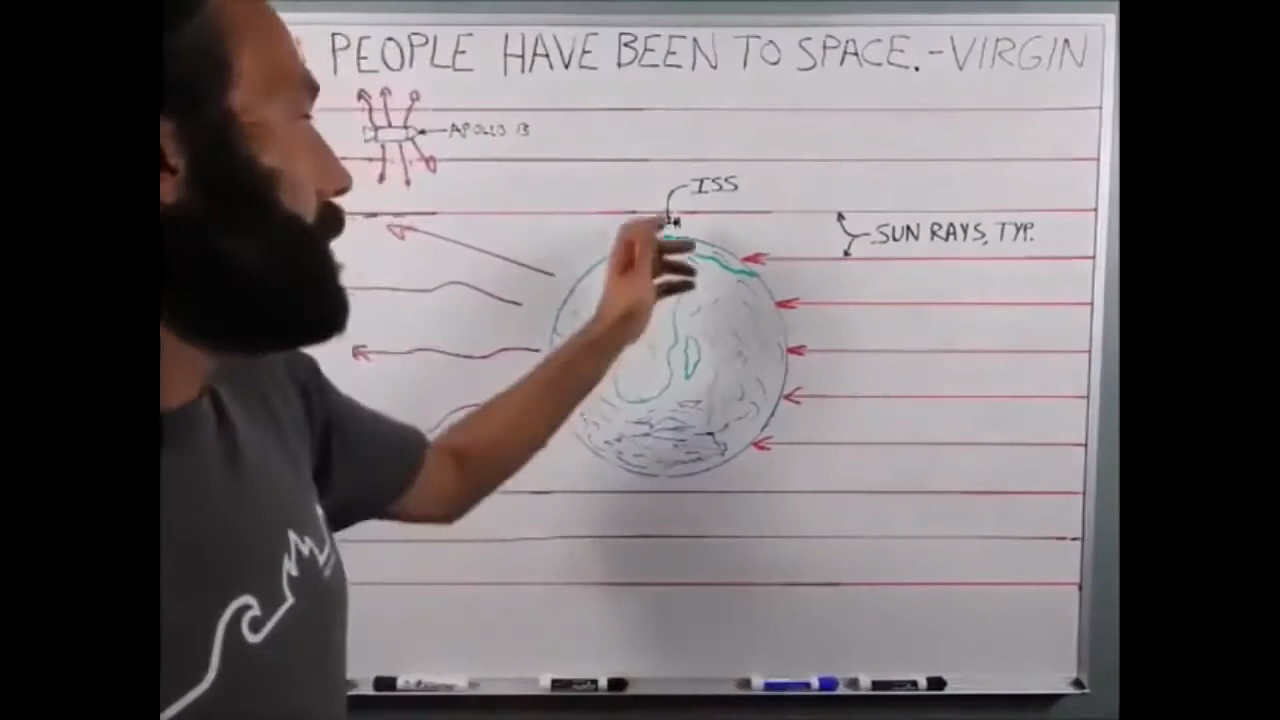 PEOPLE HAVE BEEN TO SPACE.-VIRGIN
APOLLO 13
ISS
SUN RAYS, TYP.